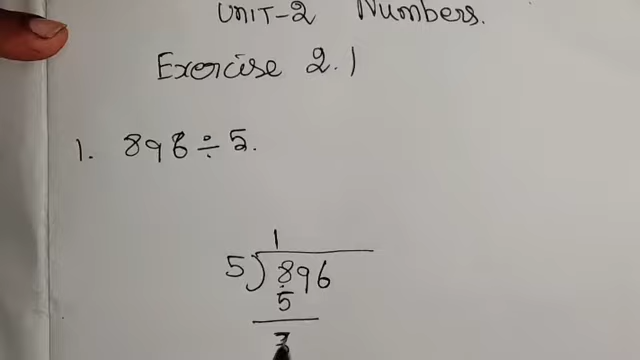 UNIT-2 Numbers.
Exercise 2.1
1. 896 ÷ 5.
1
5) 896
5
3